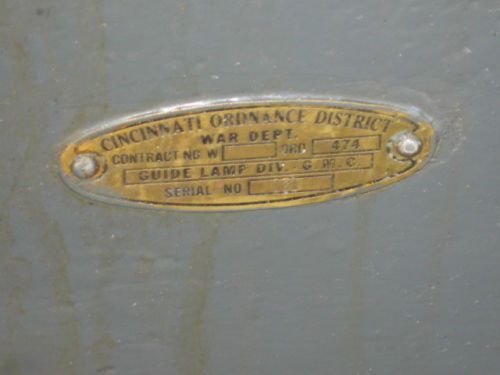 CINCINNATI ORDNANCE DISTRICT
WAR DEPT.
CONTRACT NO. W ORD 474
GUIDE LAMP DIV. G.M.C.
SERIAL NO